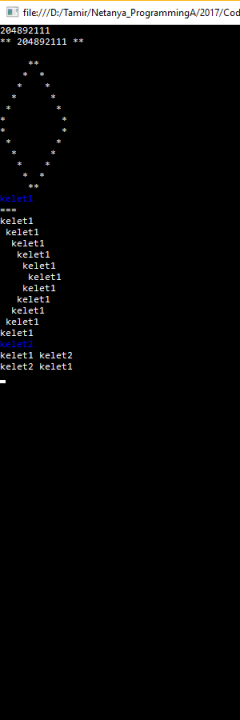 file:///D:/Tamir/Netanya_ProgrammingA/2017/Cod
204892111
** 204892111 **
     **
    *  *
   *    *
  *      *
 *        *
*          *
*          *
 *        *
  *      *
   *    *
    *  *
     **
kelet1
===
kelet1
 kelet1
  kelet1
   kelet1
    kelet1
     kelet1
    kelet1
   kelet1
  kelet1
 kelet1
kelet1
kelet2
kelet1 kelet2
kelet2 kelet1